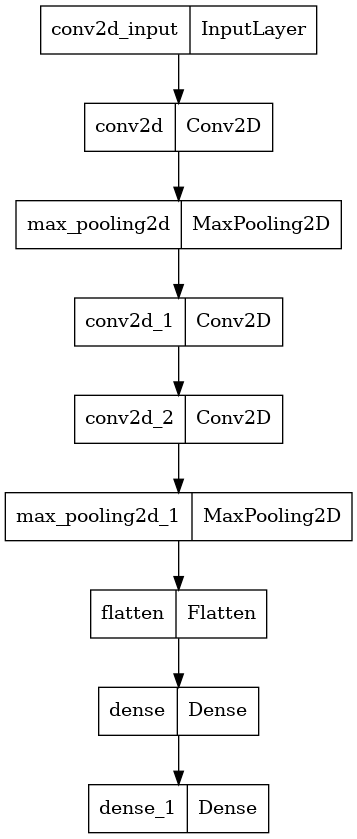 conv2d_input InputLayer
conv2d Conv2D
max_pooling2d MaxPooling2D
conv2d_1 Conv2D
conv2d_2 Conv2D
max_pooling2d_1 MaxPooling2D
flatten Flatten
dense Dense
dense_1 Dense